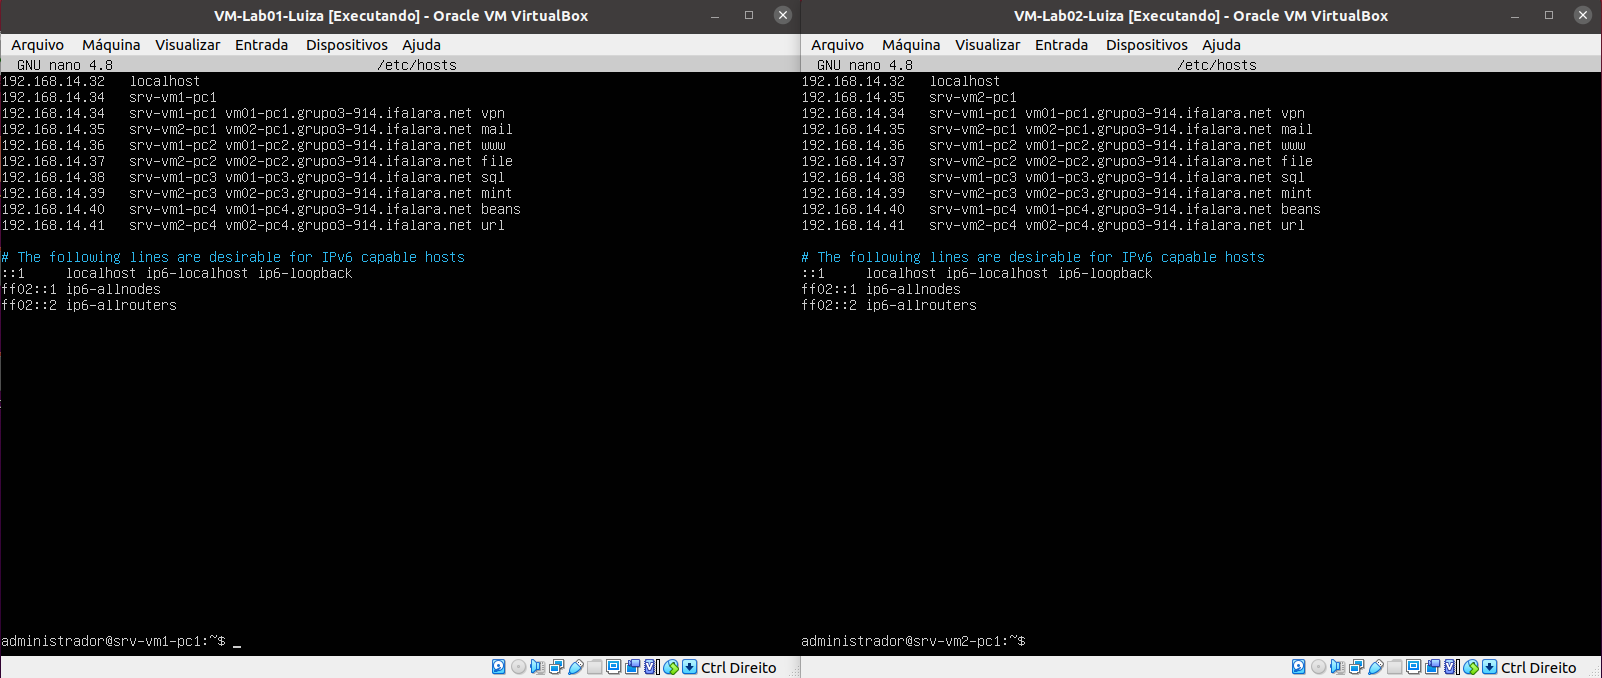 VM-Lab01-Luiza [Executando] - Oracle VM VirtualBox
Arquivo Máquina Visualizar Entrada Dispositivos Ajuda
GNU nano 4.8 /etc/hosts
192.168.14.32 localhost
192.168.14.34 srv-vm1-pc1
192.168.14.34 srv-vm1-pc1 vm01-pc1.grupo3-914.ifalara.net vpn
192.168.14.35 srv-vm2-pc1 vm02-pc1.grupo3-914.ifalara.net mail
192.168.14.36 srv-vm1-pc2 vm01-pc2.grupo3-914.ifalara.net www
192.168.14.37 srv-vm2-pc2 vm02-pc2.grupo3-914.ifalara.net file
192.168.14.38 srv-vm1-pc3 vm01-pc3.grupo3-914.ifalara.net sql
192.168.14.39 srv-vm2-pc3 vm02-pc3.grupo3-914.ifalara.net mint
192.168.14.40 srv-vm1-pc4 vm01-pc4.grupo3-914.ifalara.net beans
192.168.14.41 srv-vm2-pc4 vm02-pc4.grupo3-914.ifalara.net url
# The following lines are desirable for IPv6 capable hosts
::1 localhost ip6-localhost ip6-loopback
ff02::1 ip6-allnodes
ff02::2 ip6-allrouters
administrador@srv-vm1-pc1:~$ _
Ctrl Direito
VM-Lab02-Luiza [Executando] - Oracle VM VirtualBox
Arquivo Máquina Visualizar Entrada Dispositivos Ajuda
GNU nano 4.8 /etc/hosts
192.168.14.32 localhost
192.168.14.35 srv-vm2-pc1
192.168.14.34 srv-vm1-pc1 vm01-pc1.grupo3-914.ifalara.net vpn
192.168.14.35 srv-vm2-pc1 vm02-pc1.grupo3-914.ifalara.net mail
192.168.14.36 srv-vm1-pc2 vm01-pc2.grupo3-914.ifalara.net www
192.168.14.37 srv-vm2-pc2 vm02-pc2.grupo3-914.ifalara.net file
192.168.14.38 srv-vm1-pc3 vm01-pc3.grupo3-914.ifalara.net sql
192.168.14.39 srv-vm2-pc3 vm02-pc3.grupo3-914.ifalara.net mint
192.168.14.40 srv-vm1-pc4 vm01-pc4.grupo3-914.ifalara.net beans
192.168.14.41 srv-vm2-pc4 vm02-pc4.grupo3-914.ifalara.net url
# The following lines are desirable for IPv6 capable hosts
::1 localhost ip6-localhost ip6-loopback
ff02::1 ip6-allnodes
ff02::2 ip6-allrouters
administrador@srv-vm2-pc1:~$
Ctrl Direito